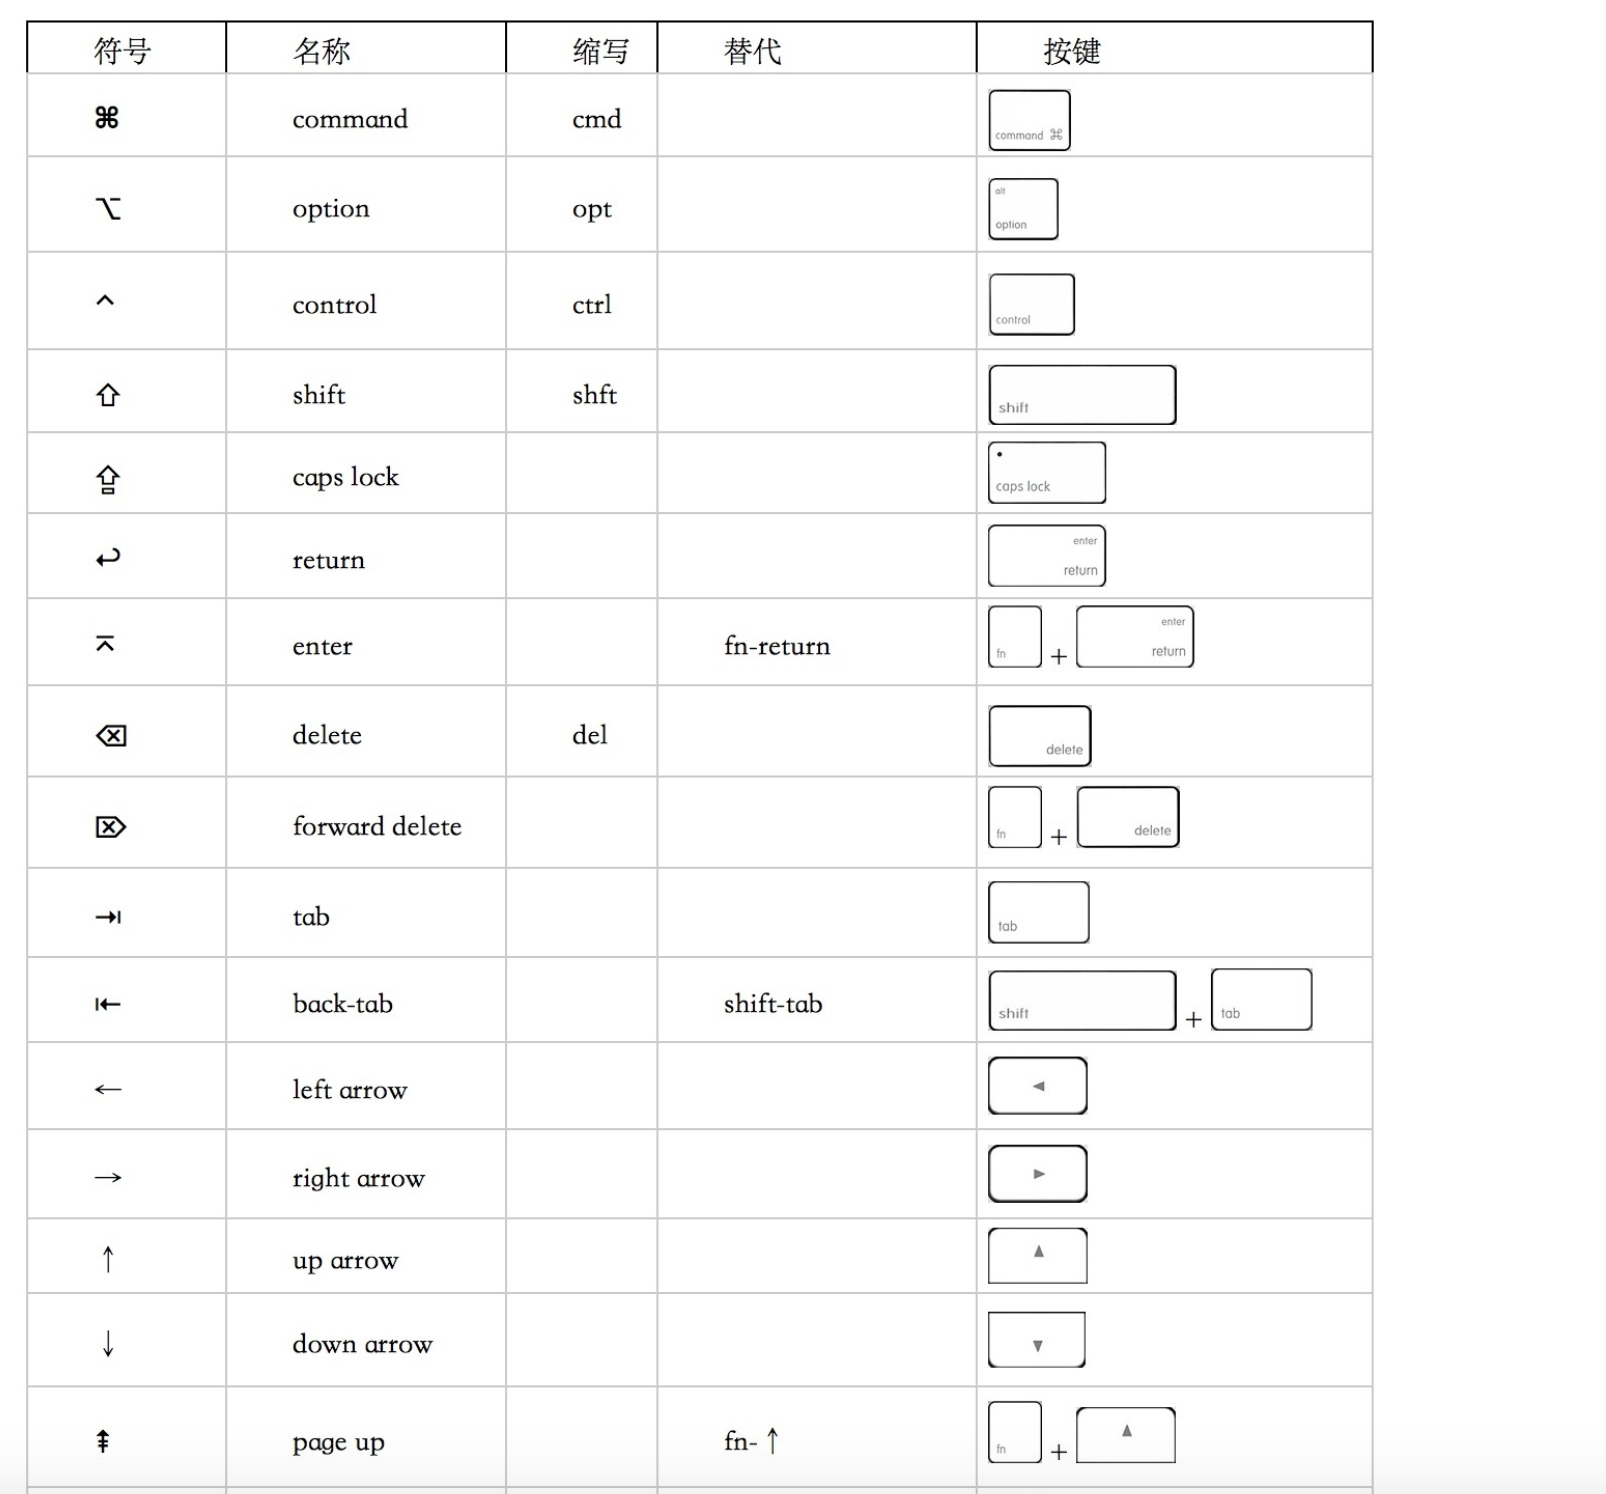 符号 名称 缩写 替代 按键
⌘ command cmd command ⌘
⌥ option opt alt option
^ control ctrl control
⇧ shift shft shift
⇪ caps lock caps lock
↩ return enter return
⌅ enter fn-return fn + enter return
⌫ delete del delete
⌦ forward delete fn + delete
⇥ tab tab
⇤ back-tab shift-tab shift + tab
← left arrow ◀
→ right arrow ▶
↑ up arrow ▲
↓ down arrow ▼
⇞ page up fn- ↑ fn + ▲